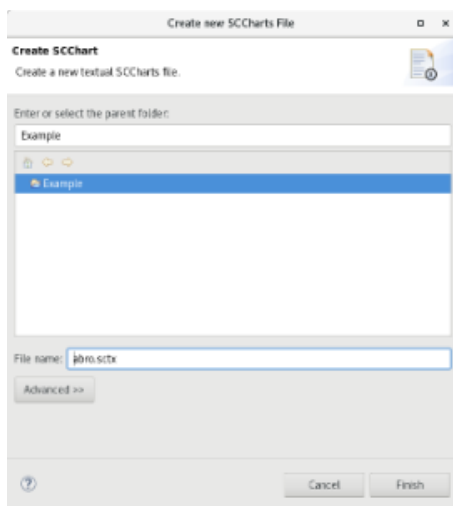 Create new SCCharts File
Create SCChart
Create a new textual SCCharts file.
Enter or select the parent folder:
Example
Example
File name: abro.sctx
Advanced >>
Cancel Finish